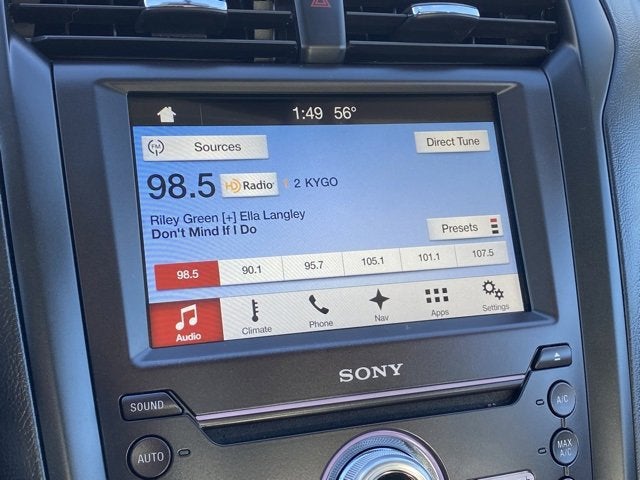 1:49 56°
FM Sources
Direct Tune
98.5 HD Radio 1 2 KYGO
Riley Green [+] Ella Langley
Don't Mind If I Do
Presets
98.5 90.1 95.7 105.1 101.1 107.5
Audio Climate Phone Nav Apps Settings
SONY
SOUND
A/C
AUTO
MAX A/C